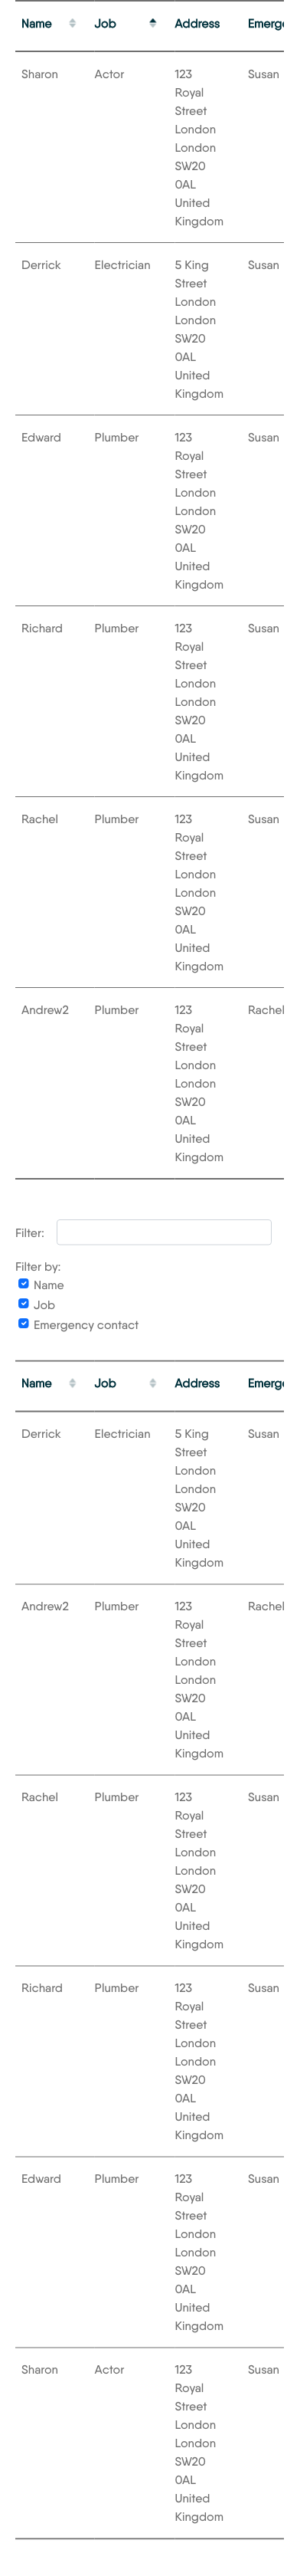 Name Job Address Emerge
Sharon Actor 123 Susan
Royal
Street
London
London
SW20
0AL
United
Kingdom
Derrick Electrician 5 King Susan
Street
London
London
SW20
0AL
United
Kingdom
Edward Plumber 123 Susan
Royal
Street
London
London
SW20
0AL
United
Kingdom
Richard Plumber 123 Susan
Royal
Street
London
London
SW20
0AL
United
Kingdom
Rachel Plumber 123 Susan
Royal
Street
London
London
SW20
0AL
United
Kingdom
Andrew2 Plumber 123 Rachel
Royal
Street
London
London
SW20
0AL
United
Kingdom
Filter:
Filter by:
Name
Job
Emergency contact
Name Job Address Emerge
Derrick Electrician 5 King Susan
Street
London
London
SW20
0AL
United
Kingdom
Andrew2 Plumber 123 Rachel
Royal
Street
London
London
SW20
0AL
United
Kingdom
Rachel Plumber 123 Susan
Royal
Street
London
London
SW20
0AL
United
Kingdom
Richard Plumber 123 Susan
Royal
Street
London
London
SW20
0AL
United
Kingdom
Edward Plumber 123 Susan
Royal
Street
London
London
SW20
0AL
United
Kingdom
Sharon Actor 123 Susan
Royal
Street
London
London
SW20
0AL
United
Kingdom